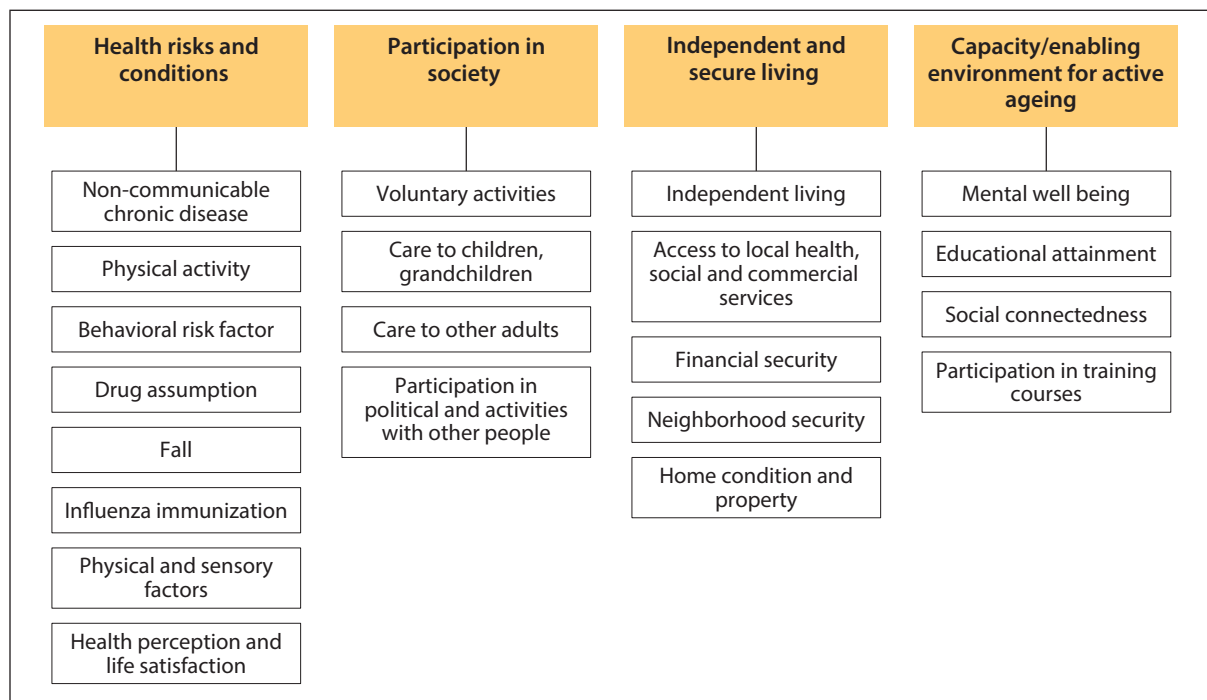 Health risks and
conditions
Non-communicable
chronic disease
Physical activity
Behavioral risk factor
Drug assumption
Fall
Influenza immunization
Physical and sensory
factors
Health perception and
life satisfaction
Participation in
society
Voluntary activities
Care to children,
grandchildren
Care to other adults
Participation in
political and activities
with other people
Independent and
secure living
Independent living
Access to local health,
social and commercial
services
Financial security
Neighborhood security
Home condition and
property
Capacity/enabling
environment for active
ageing
Mental well being
Educational attainment
Social connectedness
Participation in training
courses